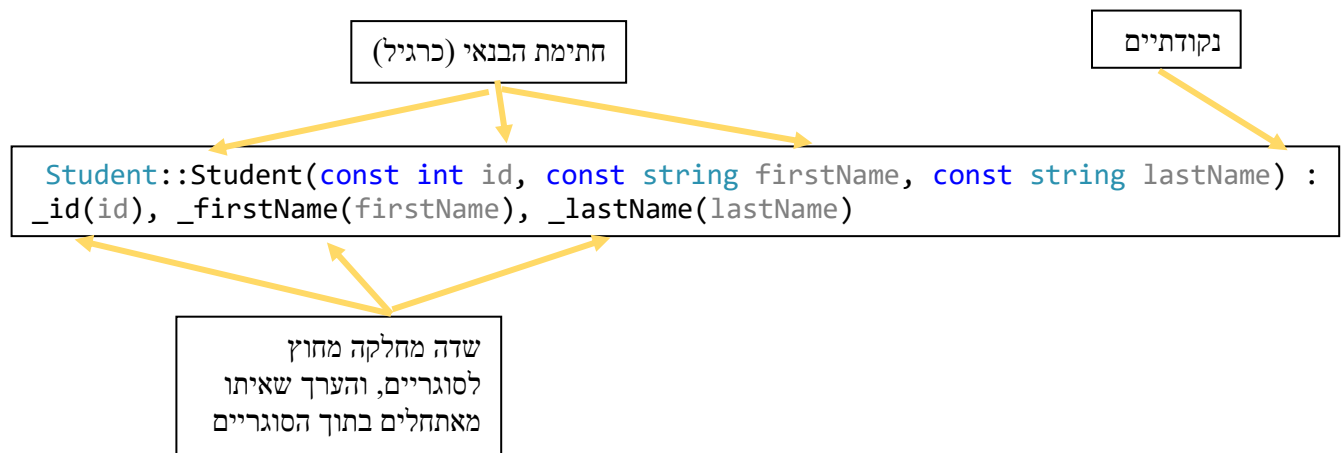 חתימת הבנאי (כרגיל)
נקודתיים
Student::Student(const int id, const string firstName, const string lastName) :
_id(id), _firstName(firstName), _lastName(lastName)
שדה מחלקה מחוץ
לסוגריים, והערך שאיתו
מאתחלים בתוך הסוגריים